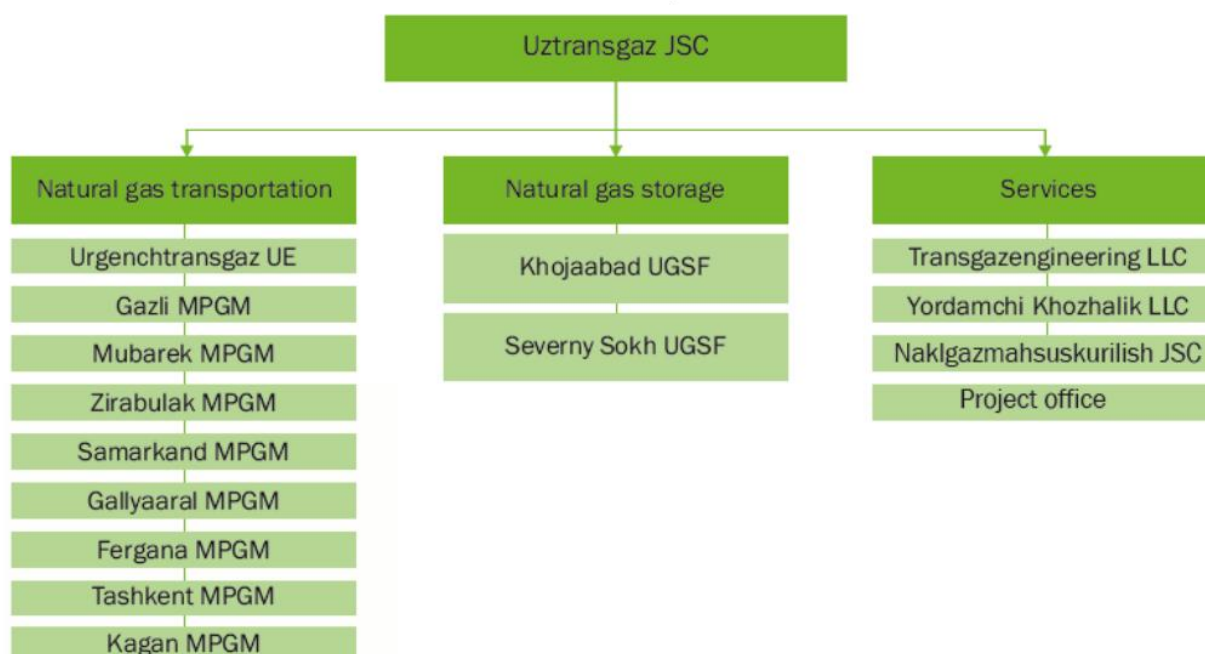 Uztransgaz JSC
Natural gas transportation
Urgenchtransgaz UE
Gazli MPGM
Mubarek MPGM
Zirabulak MPGM
Samarkand MPGM
Gallyaaral MPGM
Fergana MPGM
Tashkent MPGM
Kagan MPGM
Natural gas storage
Khojaabad UGSF
Severny Sokh UGSF
Services
Transgazengineering LLC
Yordamchi Khozhalik LLC
Naklgazmahsuskurilish JSC
Project office